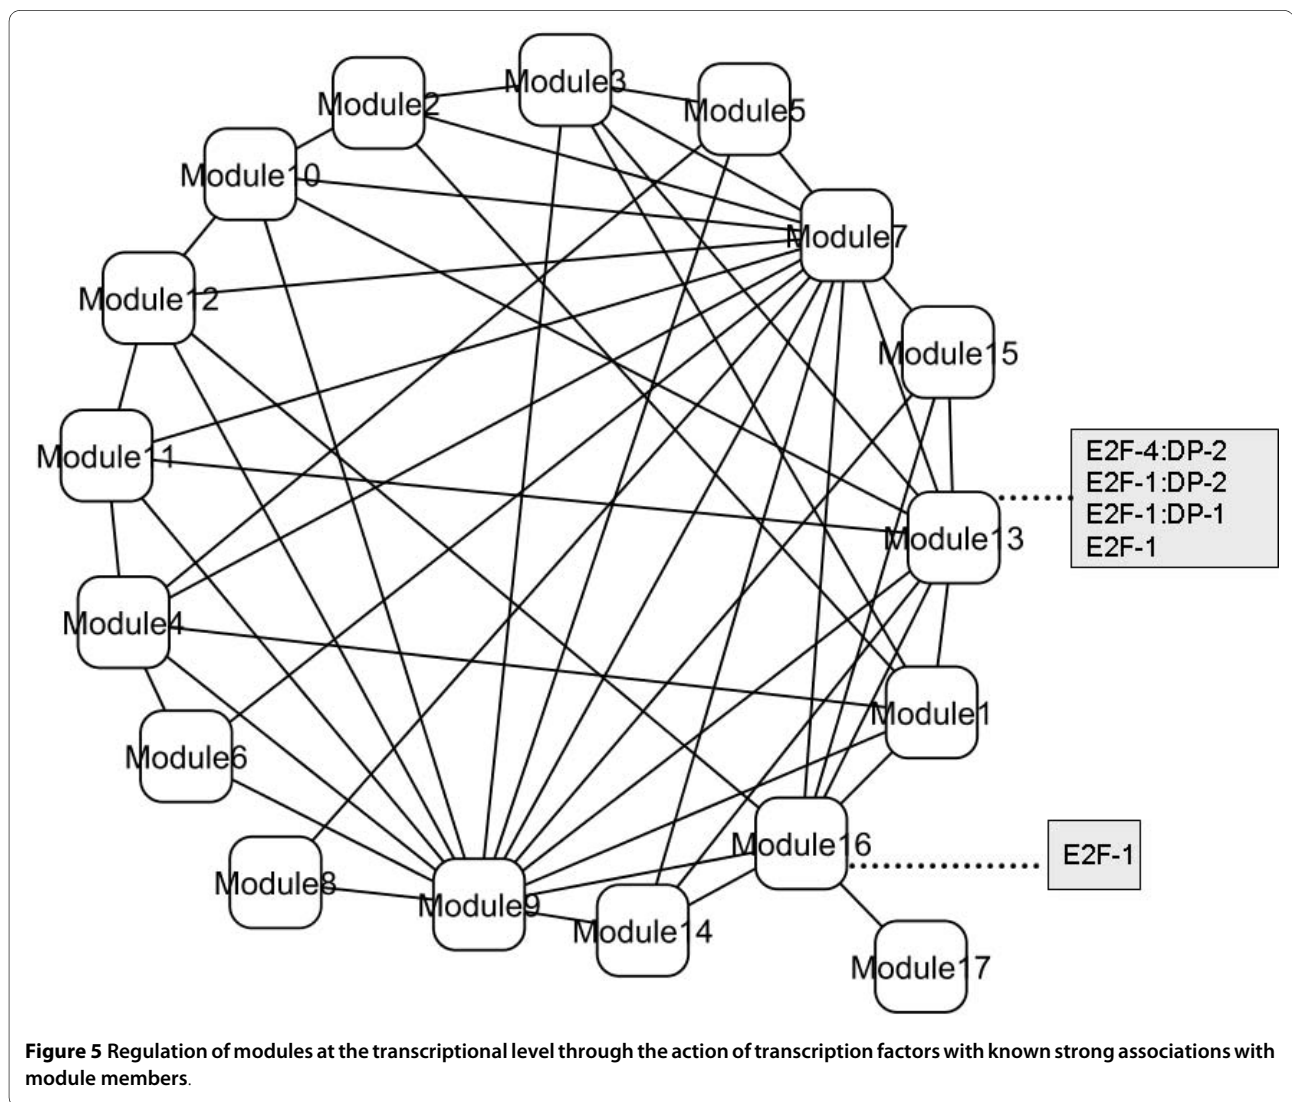 Module3
Module2
Module5
Module10
Module7
Module12
Module15
E2F-4:DP-2
E2F-1:DP-2
E2F-1:DP-1
E2F-1
Module11
Module13
Module4
Module1
Module6
Module16
E2F-1
Module8
Module9
Module14
Module17
Figure 5 Regulation of modules at the transcriptional level through the action of transcription factors with known strong associations with
module members.